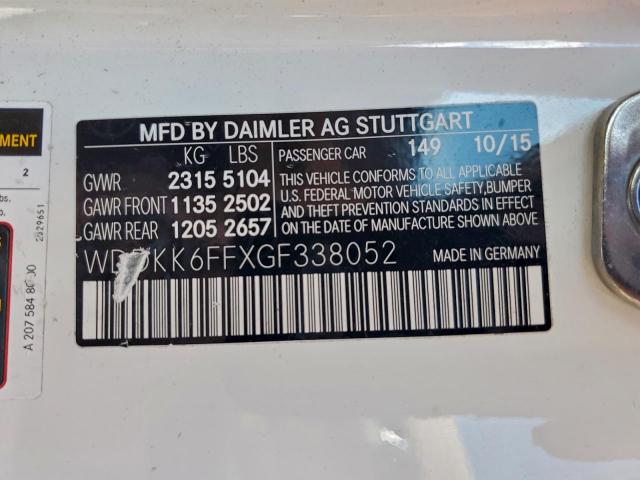 MFD BY DAIMLER AG STUTTGART
KG LBS
GVWR 2315 5104
GAWR FRONT 1135 2502
GAWR REAR 1205 2657
PASSENGER CAR 149 10/15
THIS VEHICLE CONFORMS TO ALL APPLICABLE
U.S. FEDERAL MOTOR VEHICLE SAFETY, BUMPER
AND THEFT PREVENTION STANDARDS IN EFFECT
ON THE DATE OF MANUFACTURE SHOWN ABOVE
MADE IN GERMANY
2
A 207 584